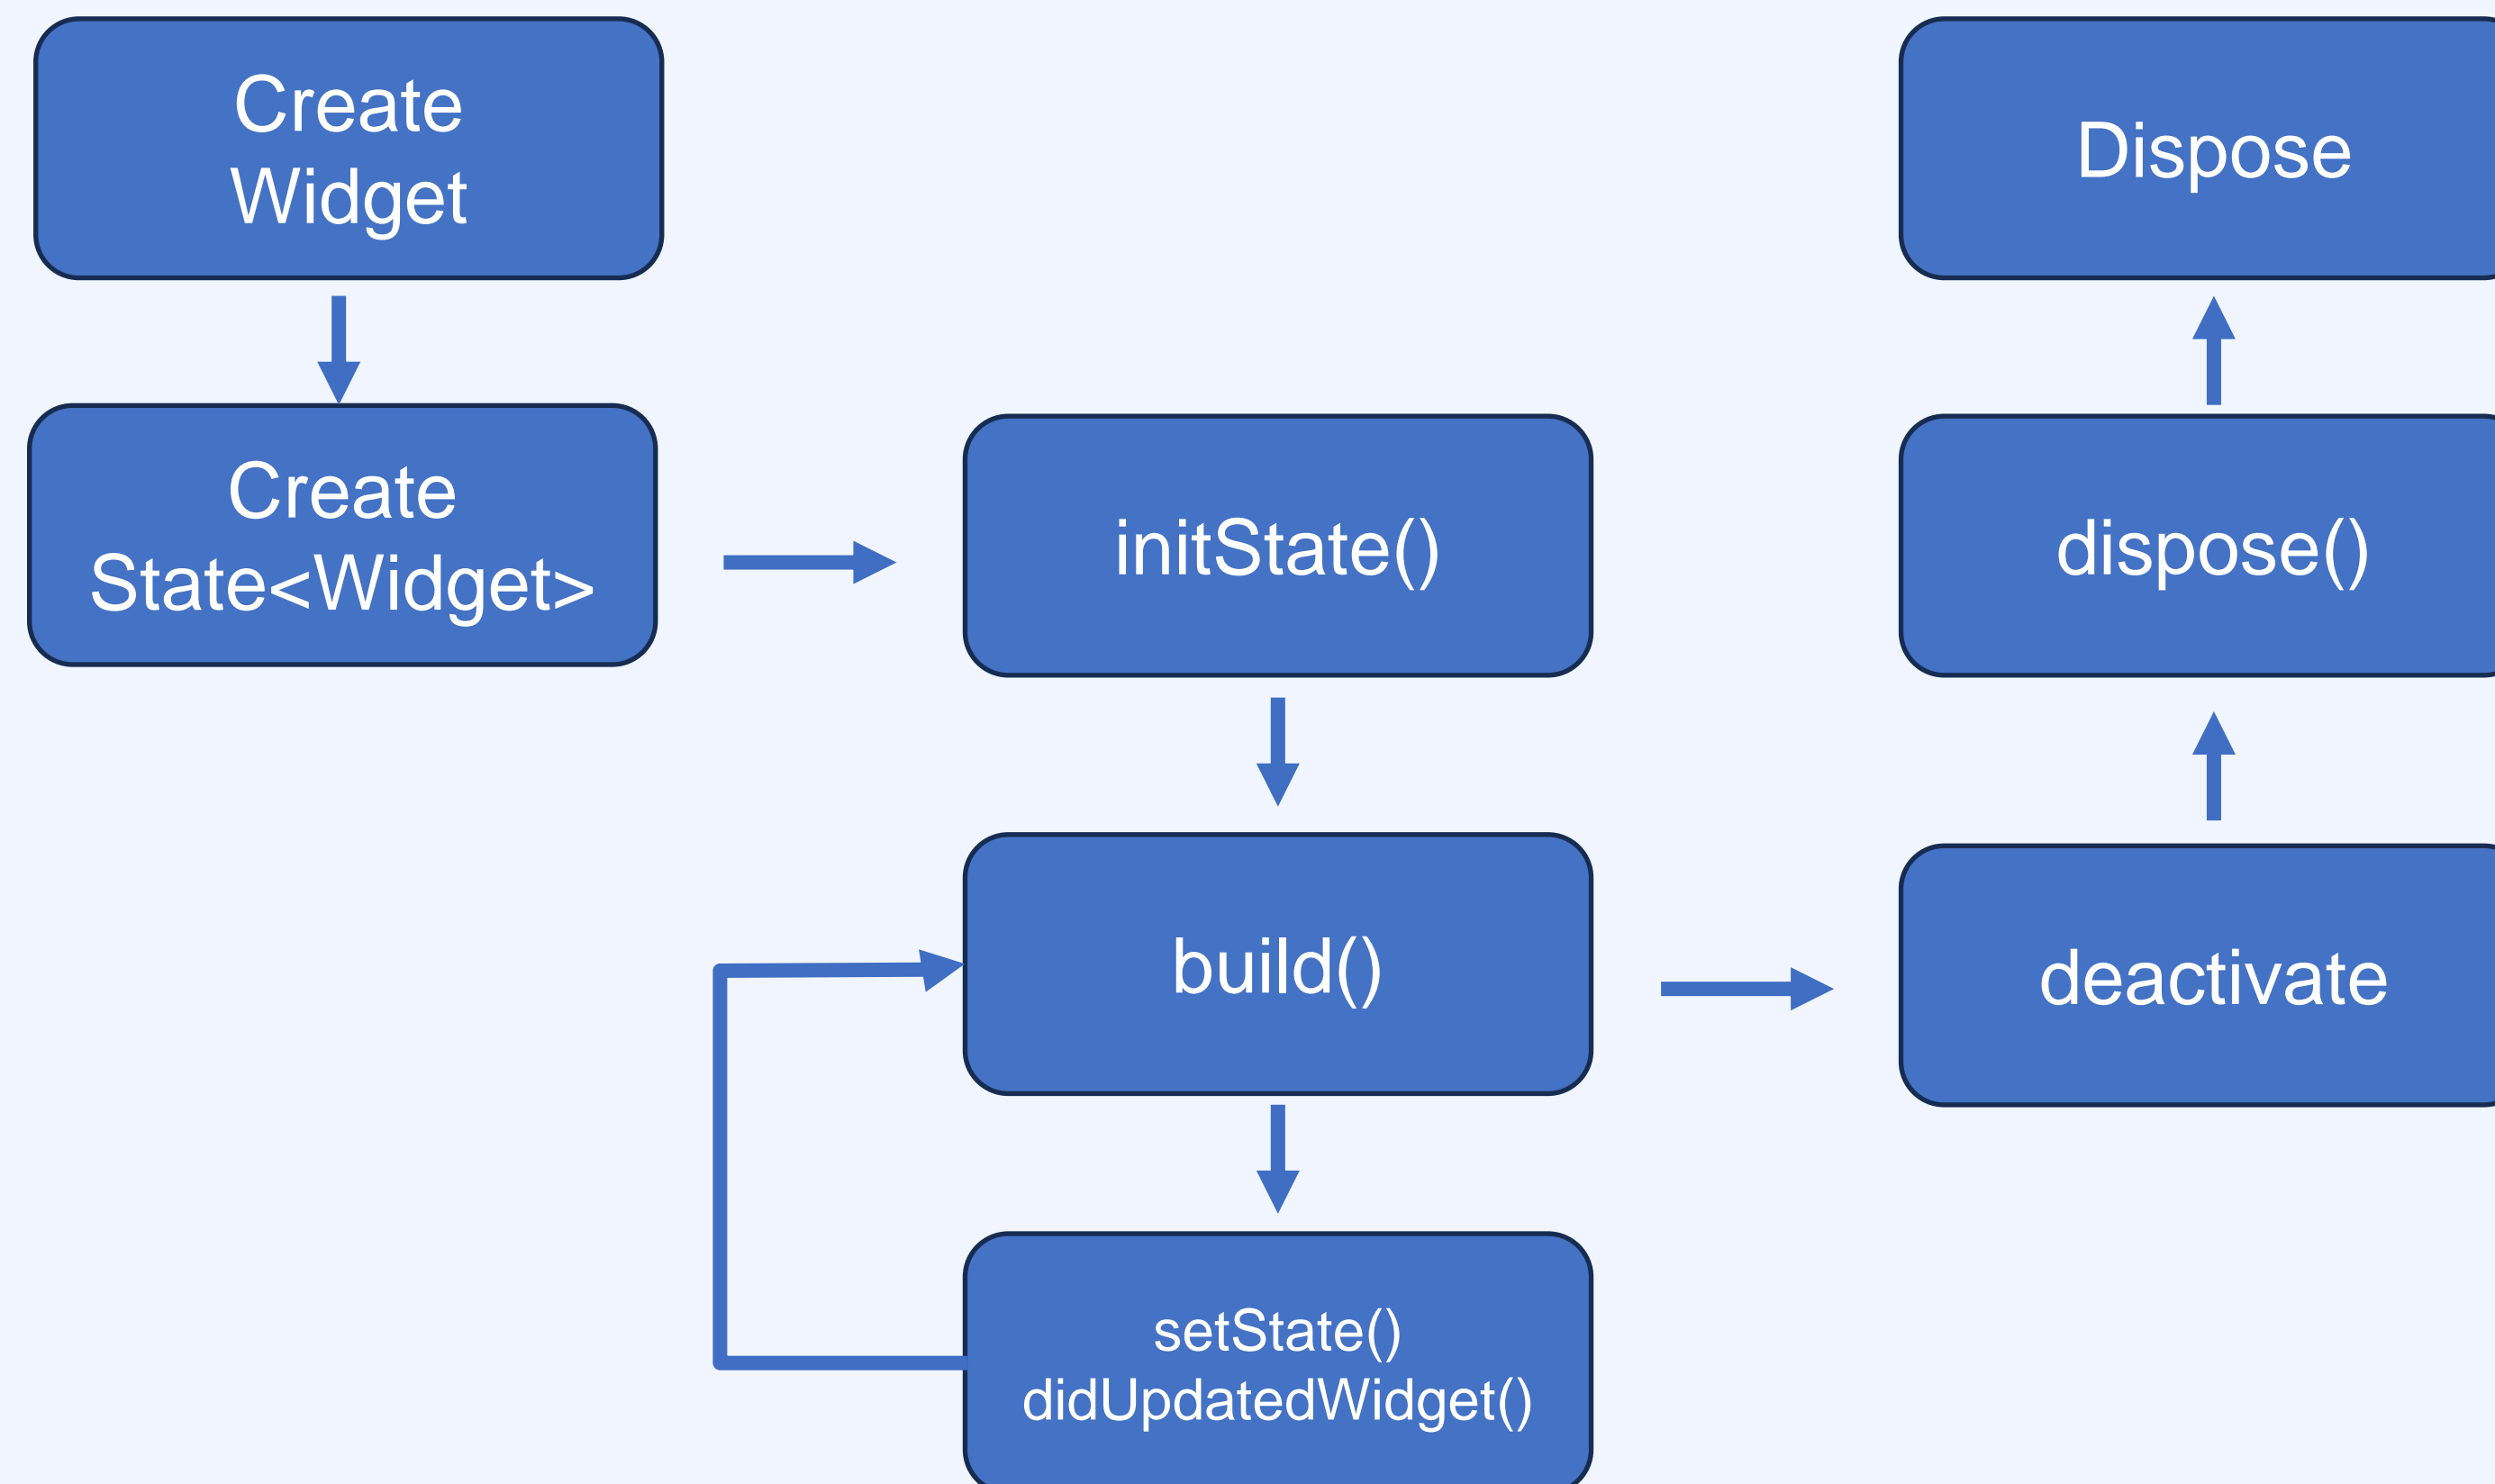 Create
Widget
Create
State<Widget>
initState()
build()
setState()
didUpdatedWidget()
deactivate
dispose()
Dispose